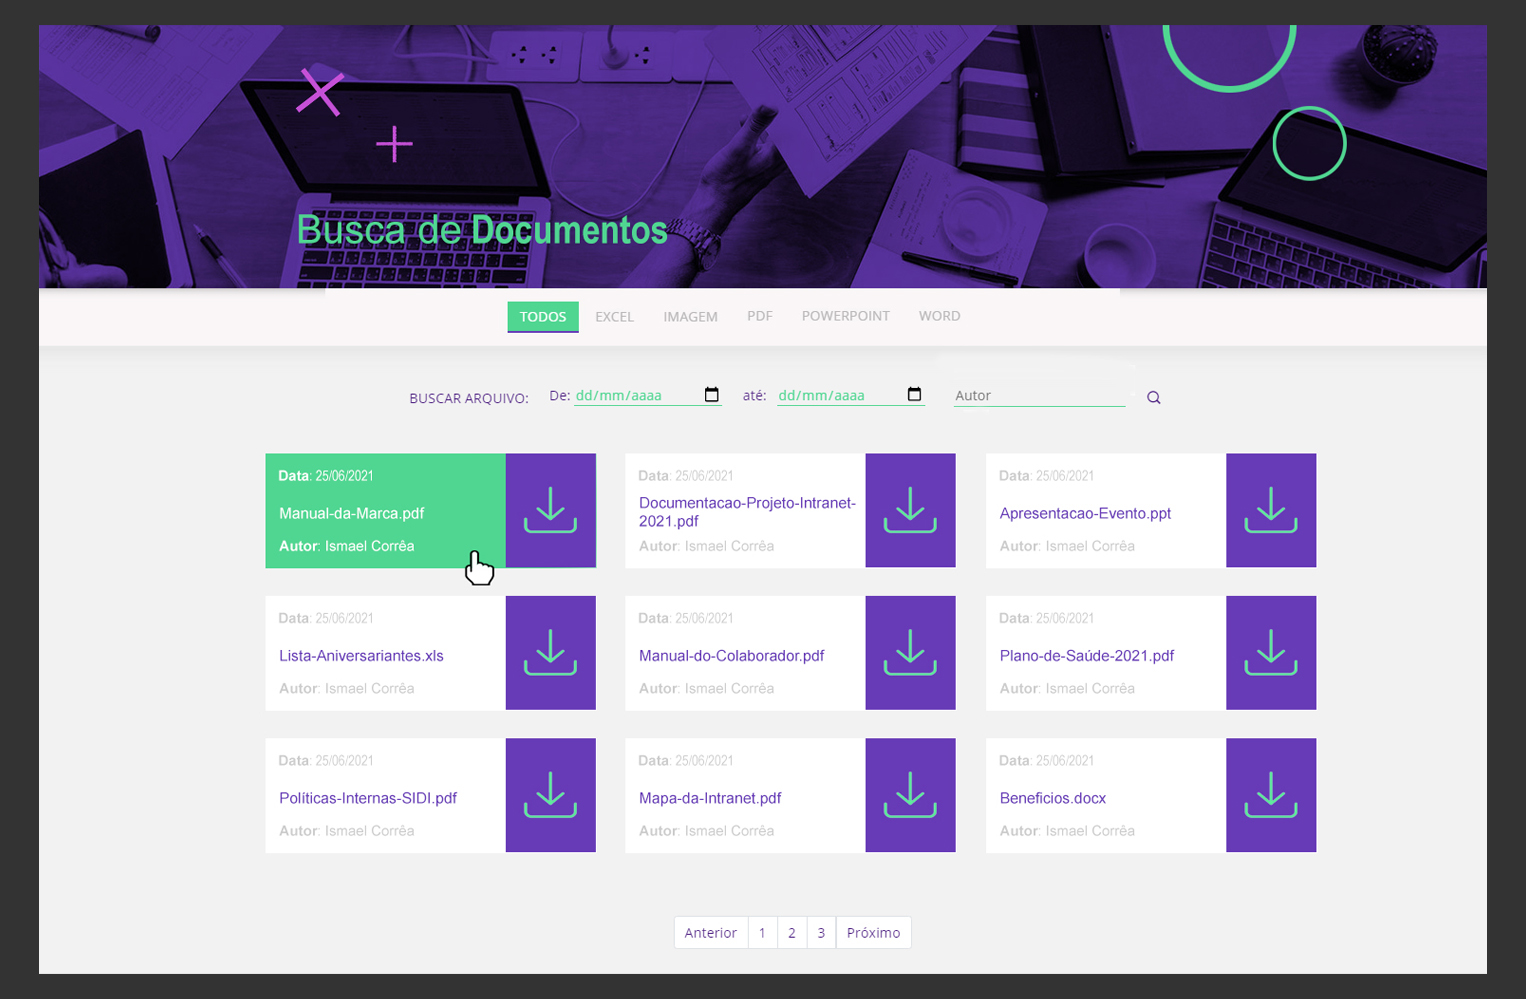 Busca de Documentos
TODOS EXCEL IMAGEM PDF POWERPOINT WORD
BUSCAR ARQUIVO: De: dd/mm/aaaa até: dd/mm/aaaa Autor
Data: 25/06/2021
Manual-da-Marca.pdf
Autor: Ismael Corrêa
Data: 25/06/2021
Documentacao-Projeto-Intranet-
2021.pdf
Autor: Ismael Corrêa
Data: 25/06/2021
Apresentacao-Evento.ppt
Autor: Ismael Corrêa
Data: 25/06/2021
Lista-Aniversariantes.xls
Autor: Ismael Corrêa
Data: 25/06/2021
Manual-do-Colaborador.pdf
Autor: Ismael Corrêa
Data: 25/06/2021
Plano-de-Saúde-2021.pdf
Autor: Ismael Corrêa
Data: 25/06/2021
Políticas-Internas-SIDI.pdf
Autor: Ismael Corrêa
Data: 25/06/2021
Mapa-da-Intranet.pdf
Autor: Ismael Corrêa
Data: 25/06/2021
Beneficios.docx
Autor: Ismael Corrêa
Anterior 1 2 3 Próximo